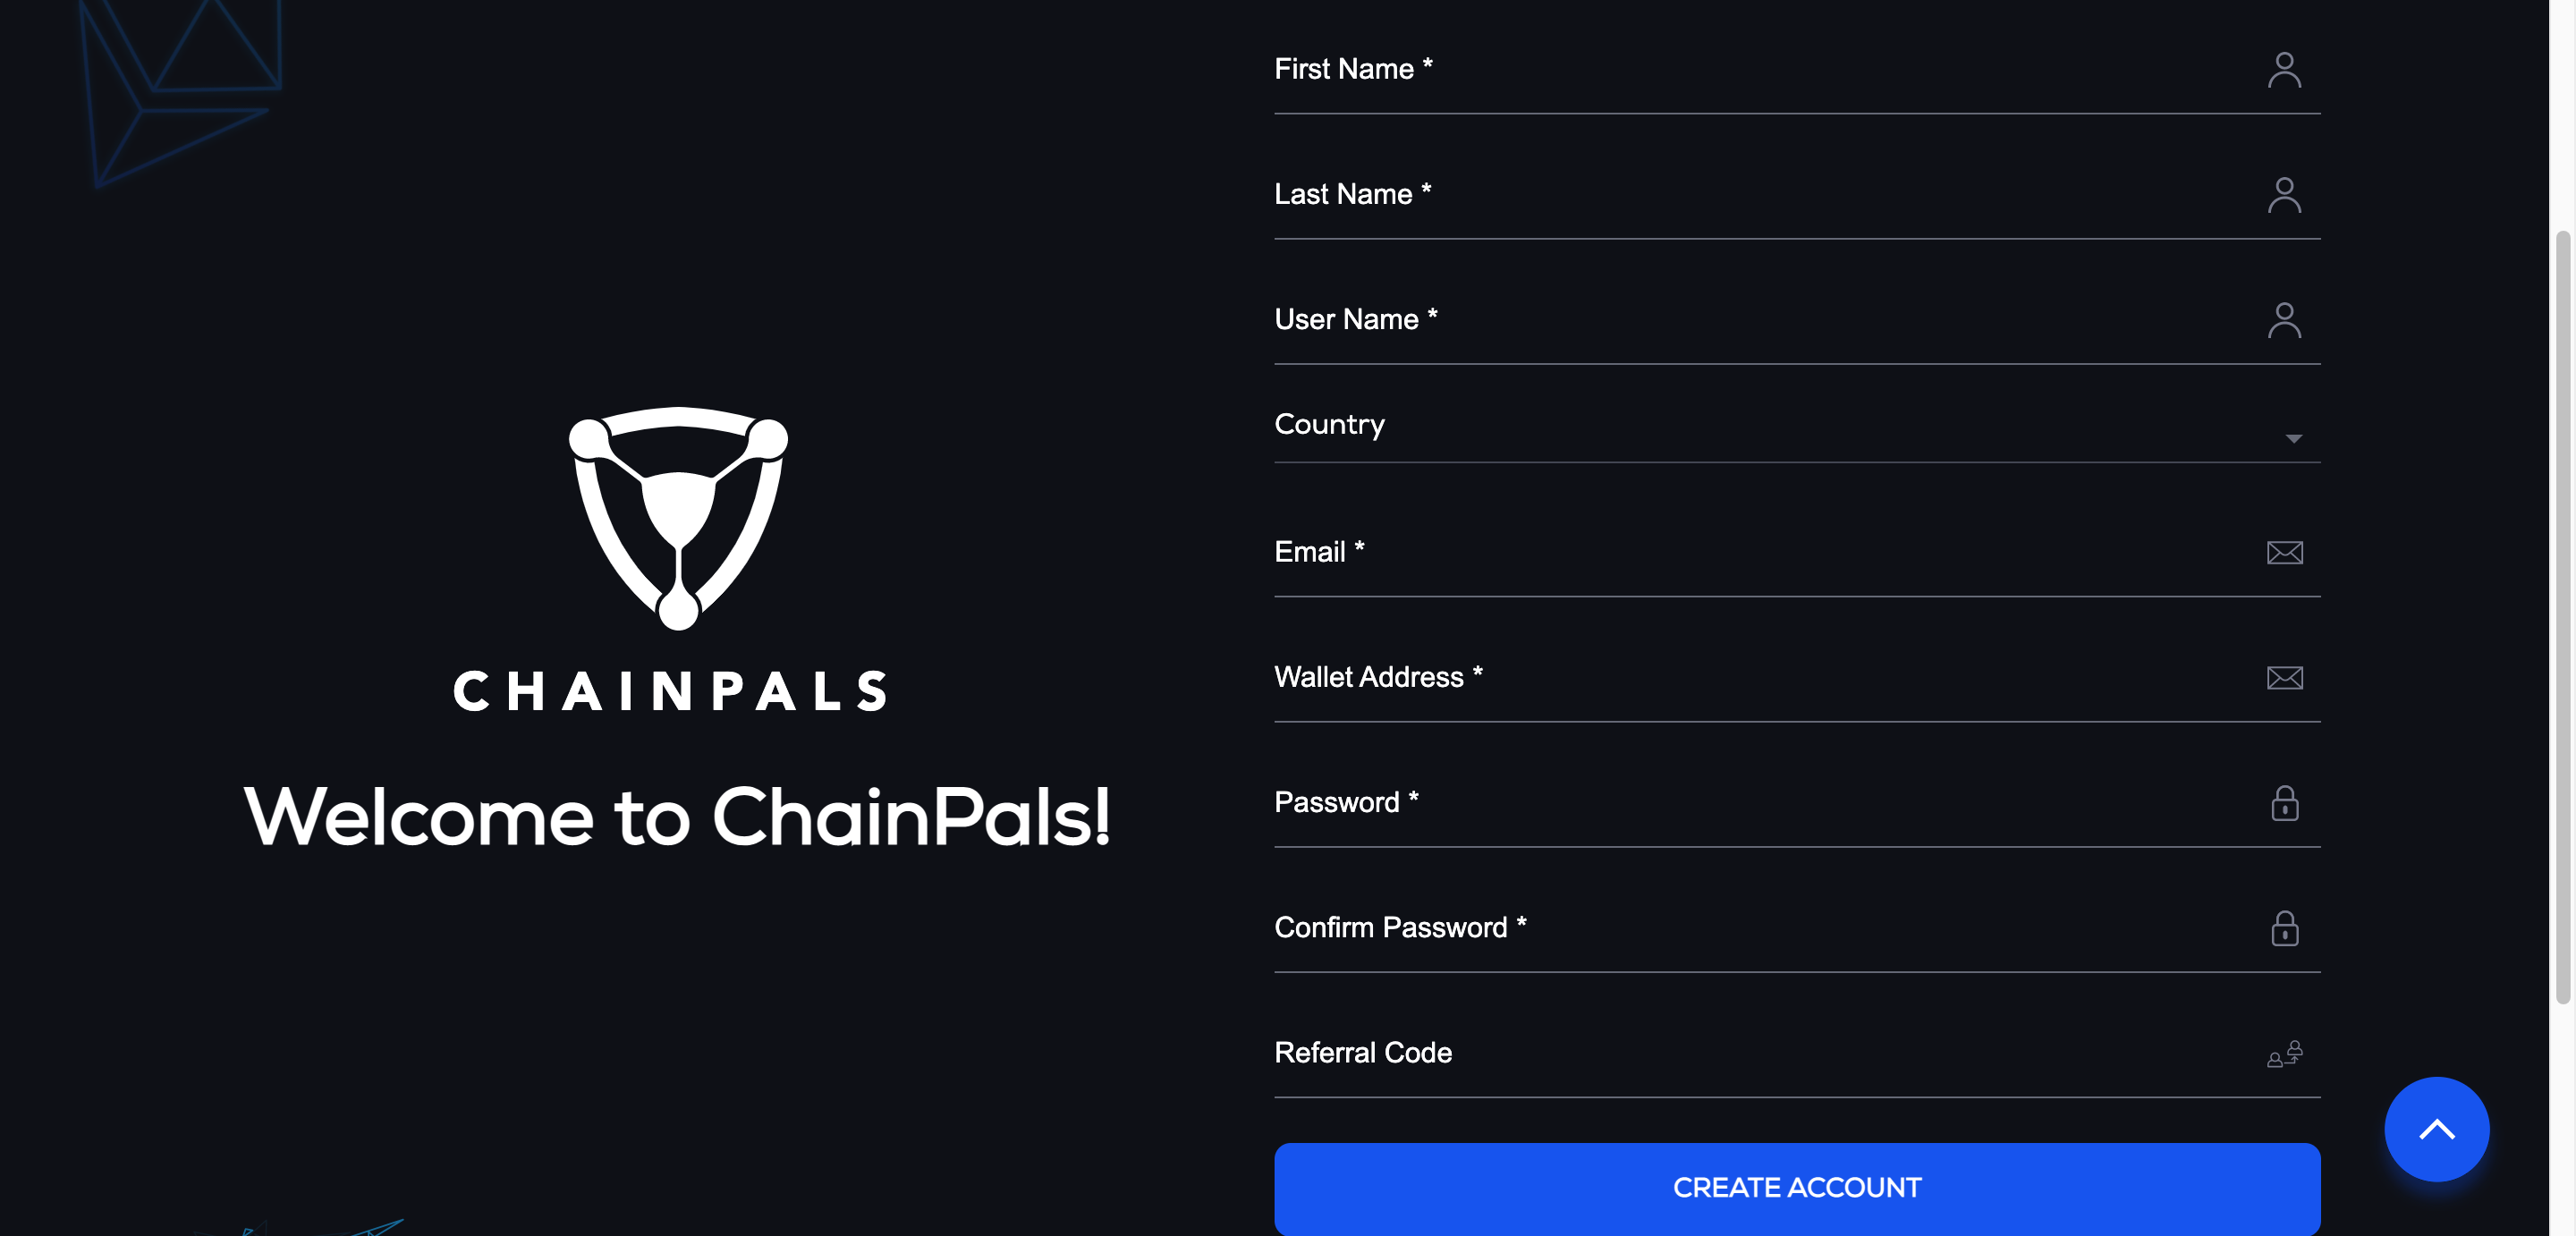 CHAINPALS
Welcome to ChainPals!
First Name *
Last Name *
User Name *
Country
Email *
Wallet Address *
Password *
Confirm Password *
Referral Code
CREATE ACCOUNT